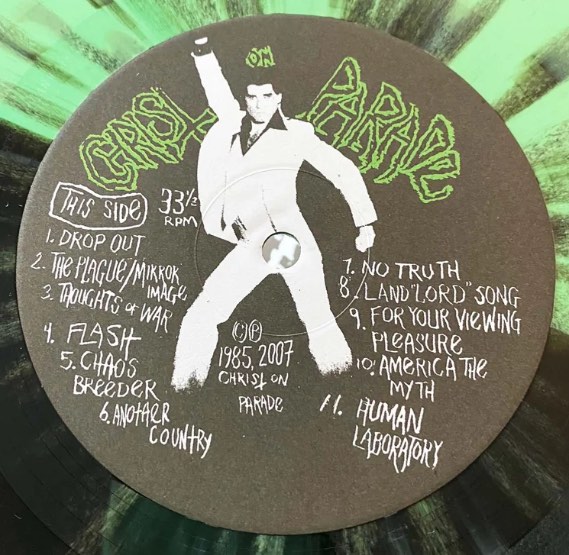 CHRIST
ON
PARADE
THIS SIDE
33 1/3
RPM
1. DROP OUT
2. THE PLAGUE/MIRROR
IMAGE
3. THOUGHTS OF WAR
4. FLASH
5. CHAOS
BREEDER
6. ANOTHER
COUNTRY
7. NO TRUTH
8. LAND"LORD" SONG
9. FOR YOUR VIEWING
PLEASURE
10. AMERICA THE
MYTH
11. HUMAN
LABORATORY
©℗
1985, 2007
CHRIST ON
PARADE